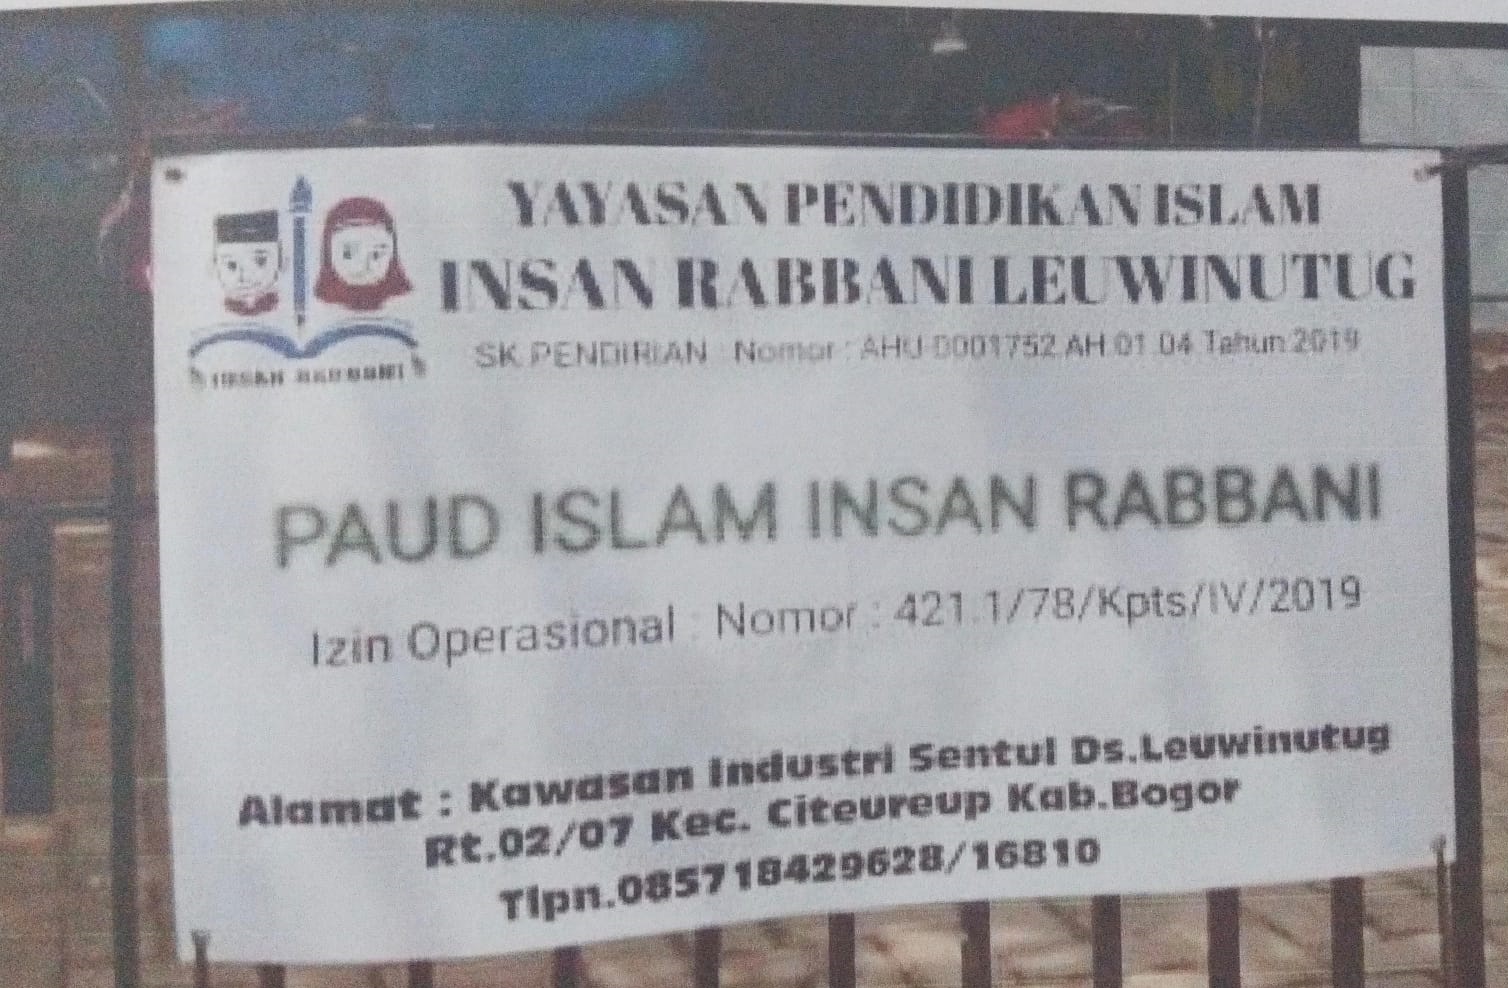 YAYASAN PENDIDIKAN ISLAM
INSAN RABBANI LEUWINUTUG
SK.PENDIRIAN : Nomor : AHU-0001752.AH.01.04.Tahun 2019
INSAN RABBANI
PAUD ISLAM INSAN RABBANI
Izin Operasional : Nomor : 421.1/78/Kpts/IV/2019
Alamat : Kawasan Industri Sentul Ds.Leuwinutug
Rt.02/07 Kec. Citeureup Kab.Bogor
Tlpn.085718429628/16810